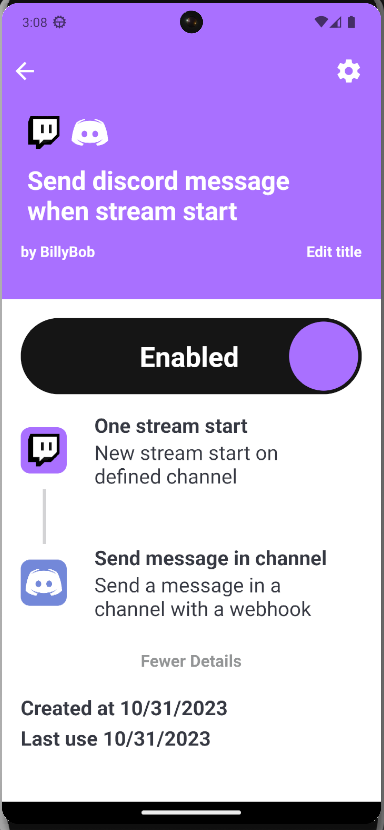 3:08
Send discord message
when stream start
by BillyBob
Edit title
Enabled
One stream start
New stream start on
defined channel
Send message in channel
Send a message in a
channel with a webhook
Fewer Details
Created at 10/31/2023
Last use 10/31/2023